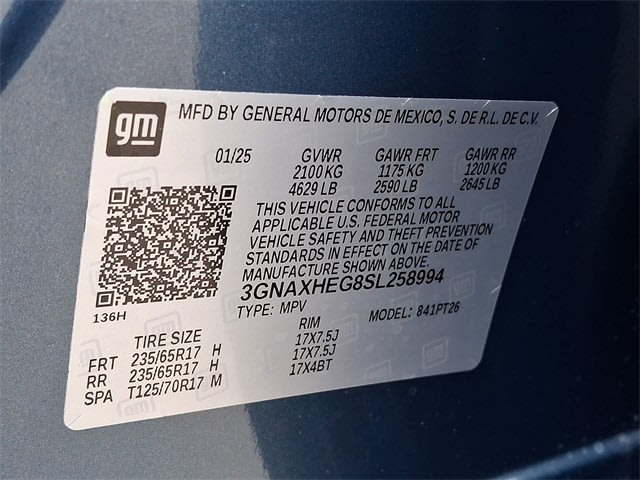 gm
MFD BY GENERAL MOTORS DE MEXICO, S. DE R.L. DE C.V.
01/25 GVWR GAWR FRT GAWR RR
2100 KG 1175 KG 1200 KG
4629 LB 2590 LB 2645 LB
THIS VEHICLE CONFORMS TO ALL
APPLICABLE U.S. FEDERAL MOTOR
VEHICLE SAFETY AND THEFT PREVENTION
STANDARDS IN EFFECT ON THE DATE OF
MANUFACTURE SHOWN ABOVE.
3GNAXHEG8SL258994
136H
TYPE: MPV MODEL: 841PT26
TIRE SIZE RIM
FRT 235/65R17 H 17X7.5J
RR 235/65R17 H 17X7.5J
SPA T125/70R17 M 17X4BT